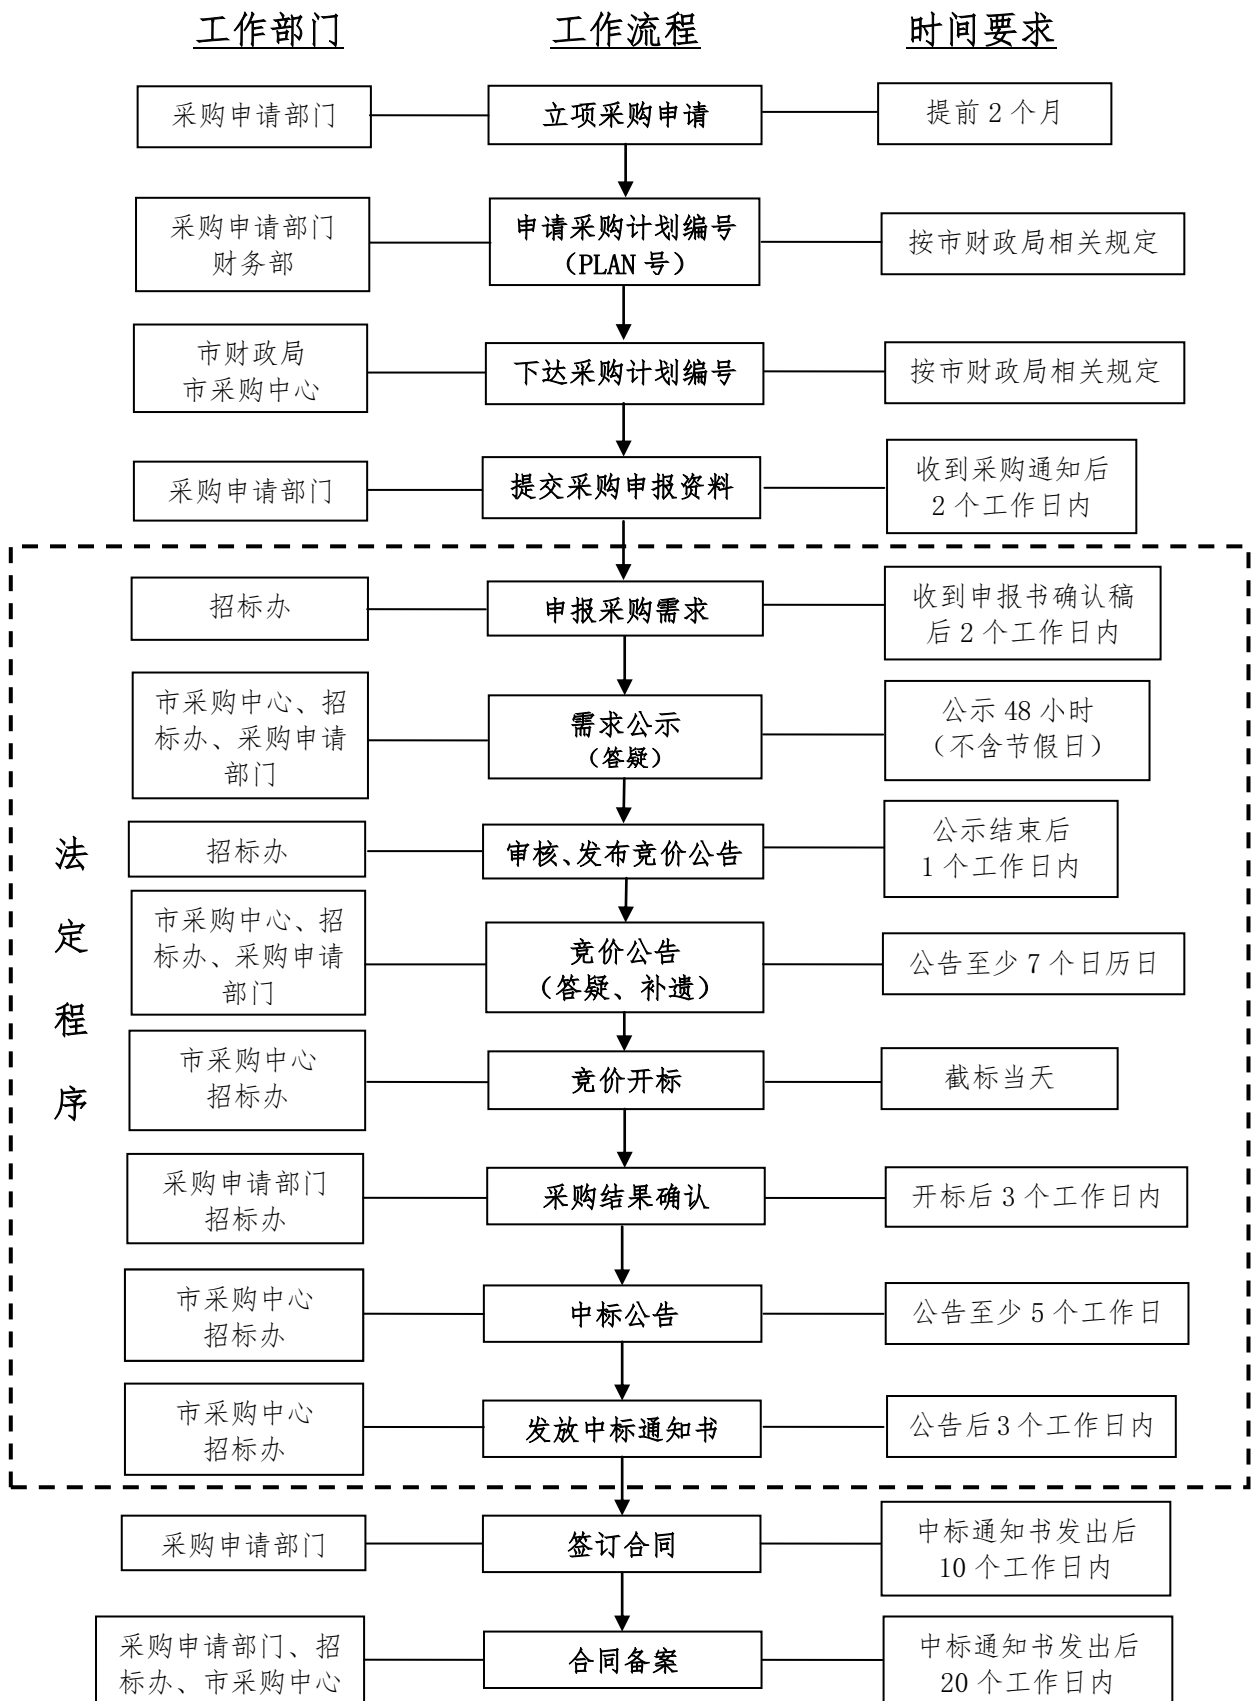 工作部门 工作流程 时间要求
采购申请部门 立项采购申请 提前 2 个月
采购申请部门
财务部
申请采购计划编号
（PLAN 号）
按市财政局相关规定
市财政局
市采购中心
下达采购计划编号
按市财政局相关规定
采购申请部门
提交采购申报资料
收到采购通知后
2 个工作日内
法
定
程
序
招标办
申报采购需求
收到申报书确认稿
后 2 个工作日内
市采购中心、招
标办、采购申请
部门
需求公示
（答疑）
公示 48 小时
（不含节假日）
招标办
审核、发布竞价公告
公示结束后
1 个工作日内
市采购中心、招
标办、采购申请
部门
竞价公告
（答疑、补遗）
公告至少 7 个日历日
市采购中心
招标办
竞价开标
截标当天
采购申请部门
招标办
采购结果确认
开标后 3 个工作日内
市采购中心
招标办
中标公告
公告至少 5 个工作日
市采购中心
招标办
发放中标通知书
公告后 3 个工作日内
采购申请部门
签订合同
中标通知书发出后
10 个工作日内
采购申请部门、招
标办、市采购中心
合同备案
中标通知书发出后
20 个工作日内